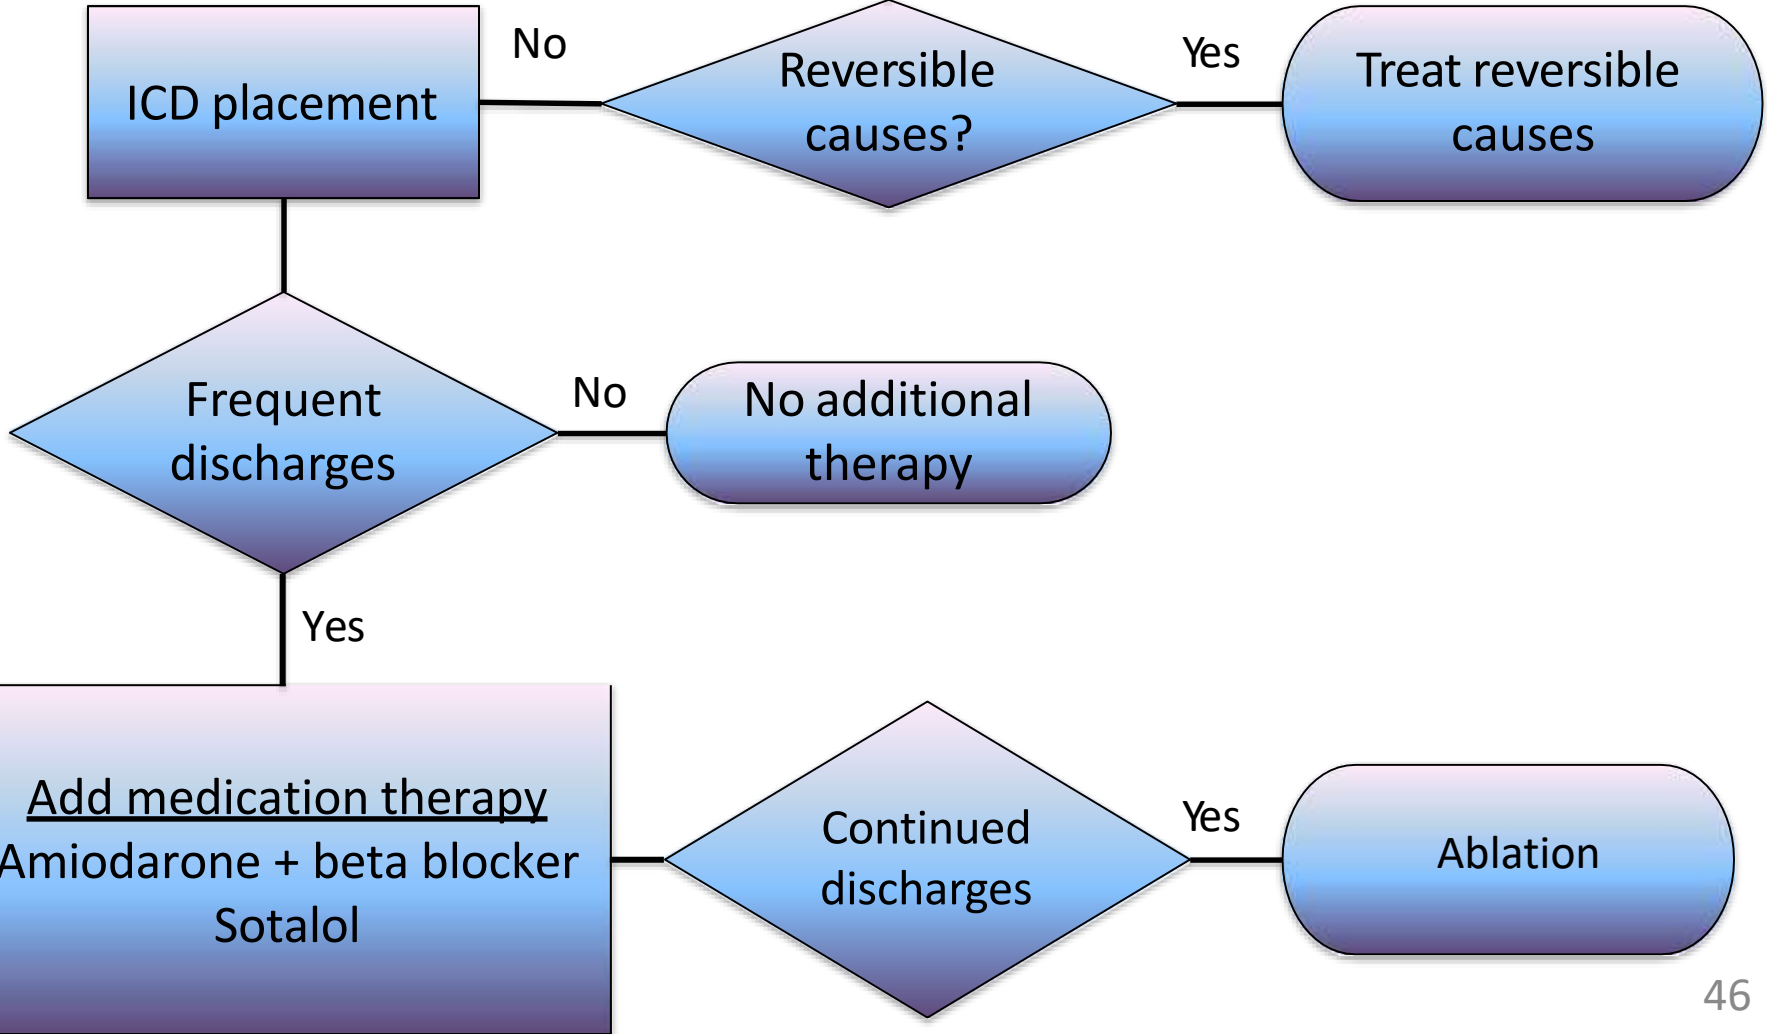 ICD placement
No
Reversible
causes?
Yes
Treat reversible
causes
Frequent
discharges
No
No additional
therapy
Yes
Add medication therapy
Amiodarone + beta blocker
Sotalol
Continued
discharges
Yes
Ablation
46